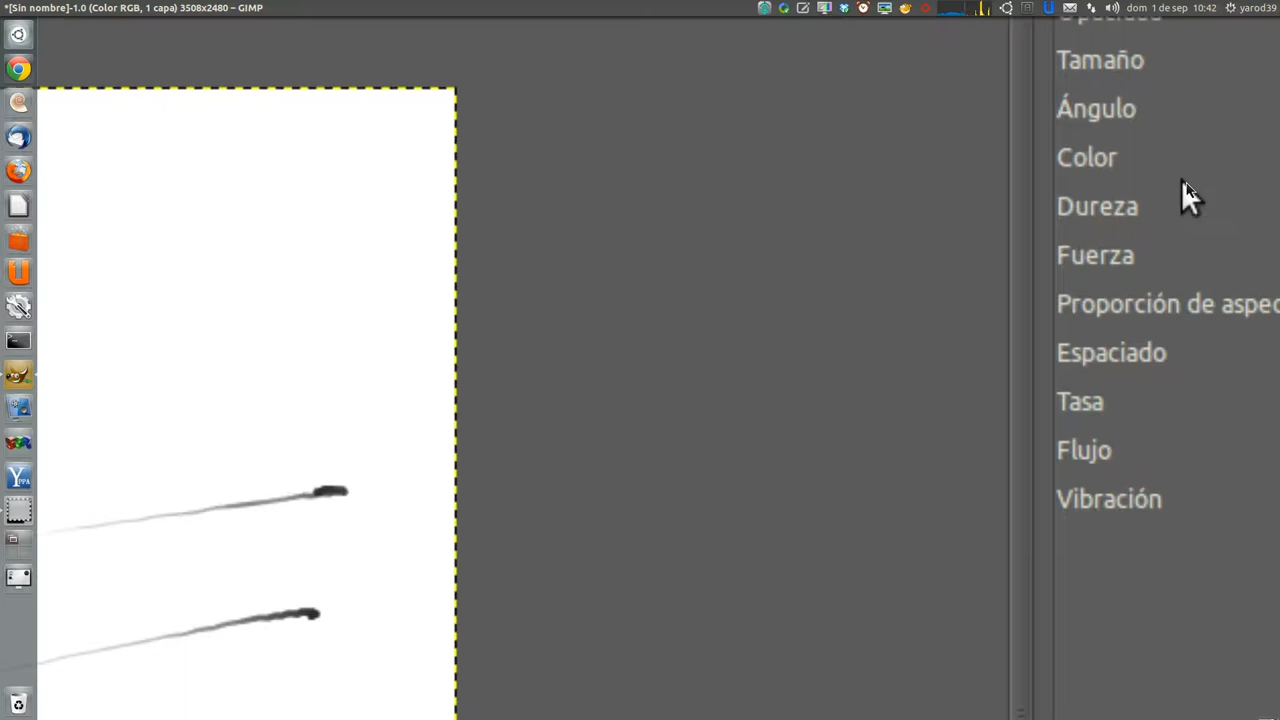 *[Sin nombre]-1.0 (Color RGB, 1 capa) 3508x2480 – GIMP
dom 1 de sep 10:42 yarod39
Opacidad
Tamaño
Ángulo
Color
Dureza
Fuerza
Proporción de aspec
Espaciado
Tasa
Flujo
Vibración